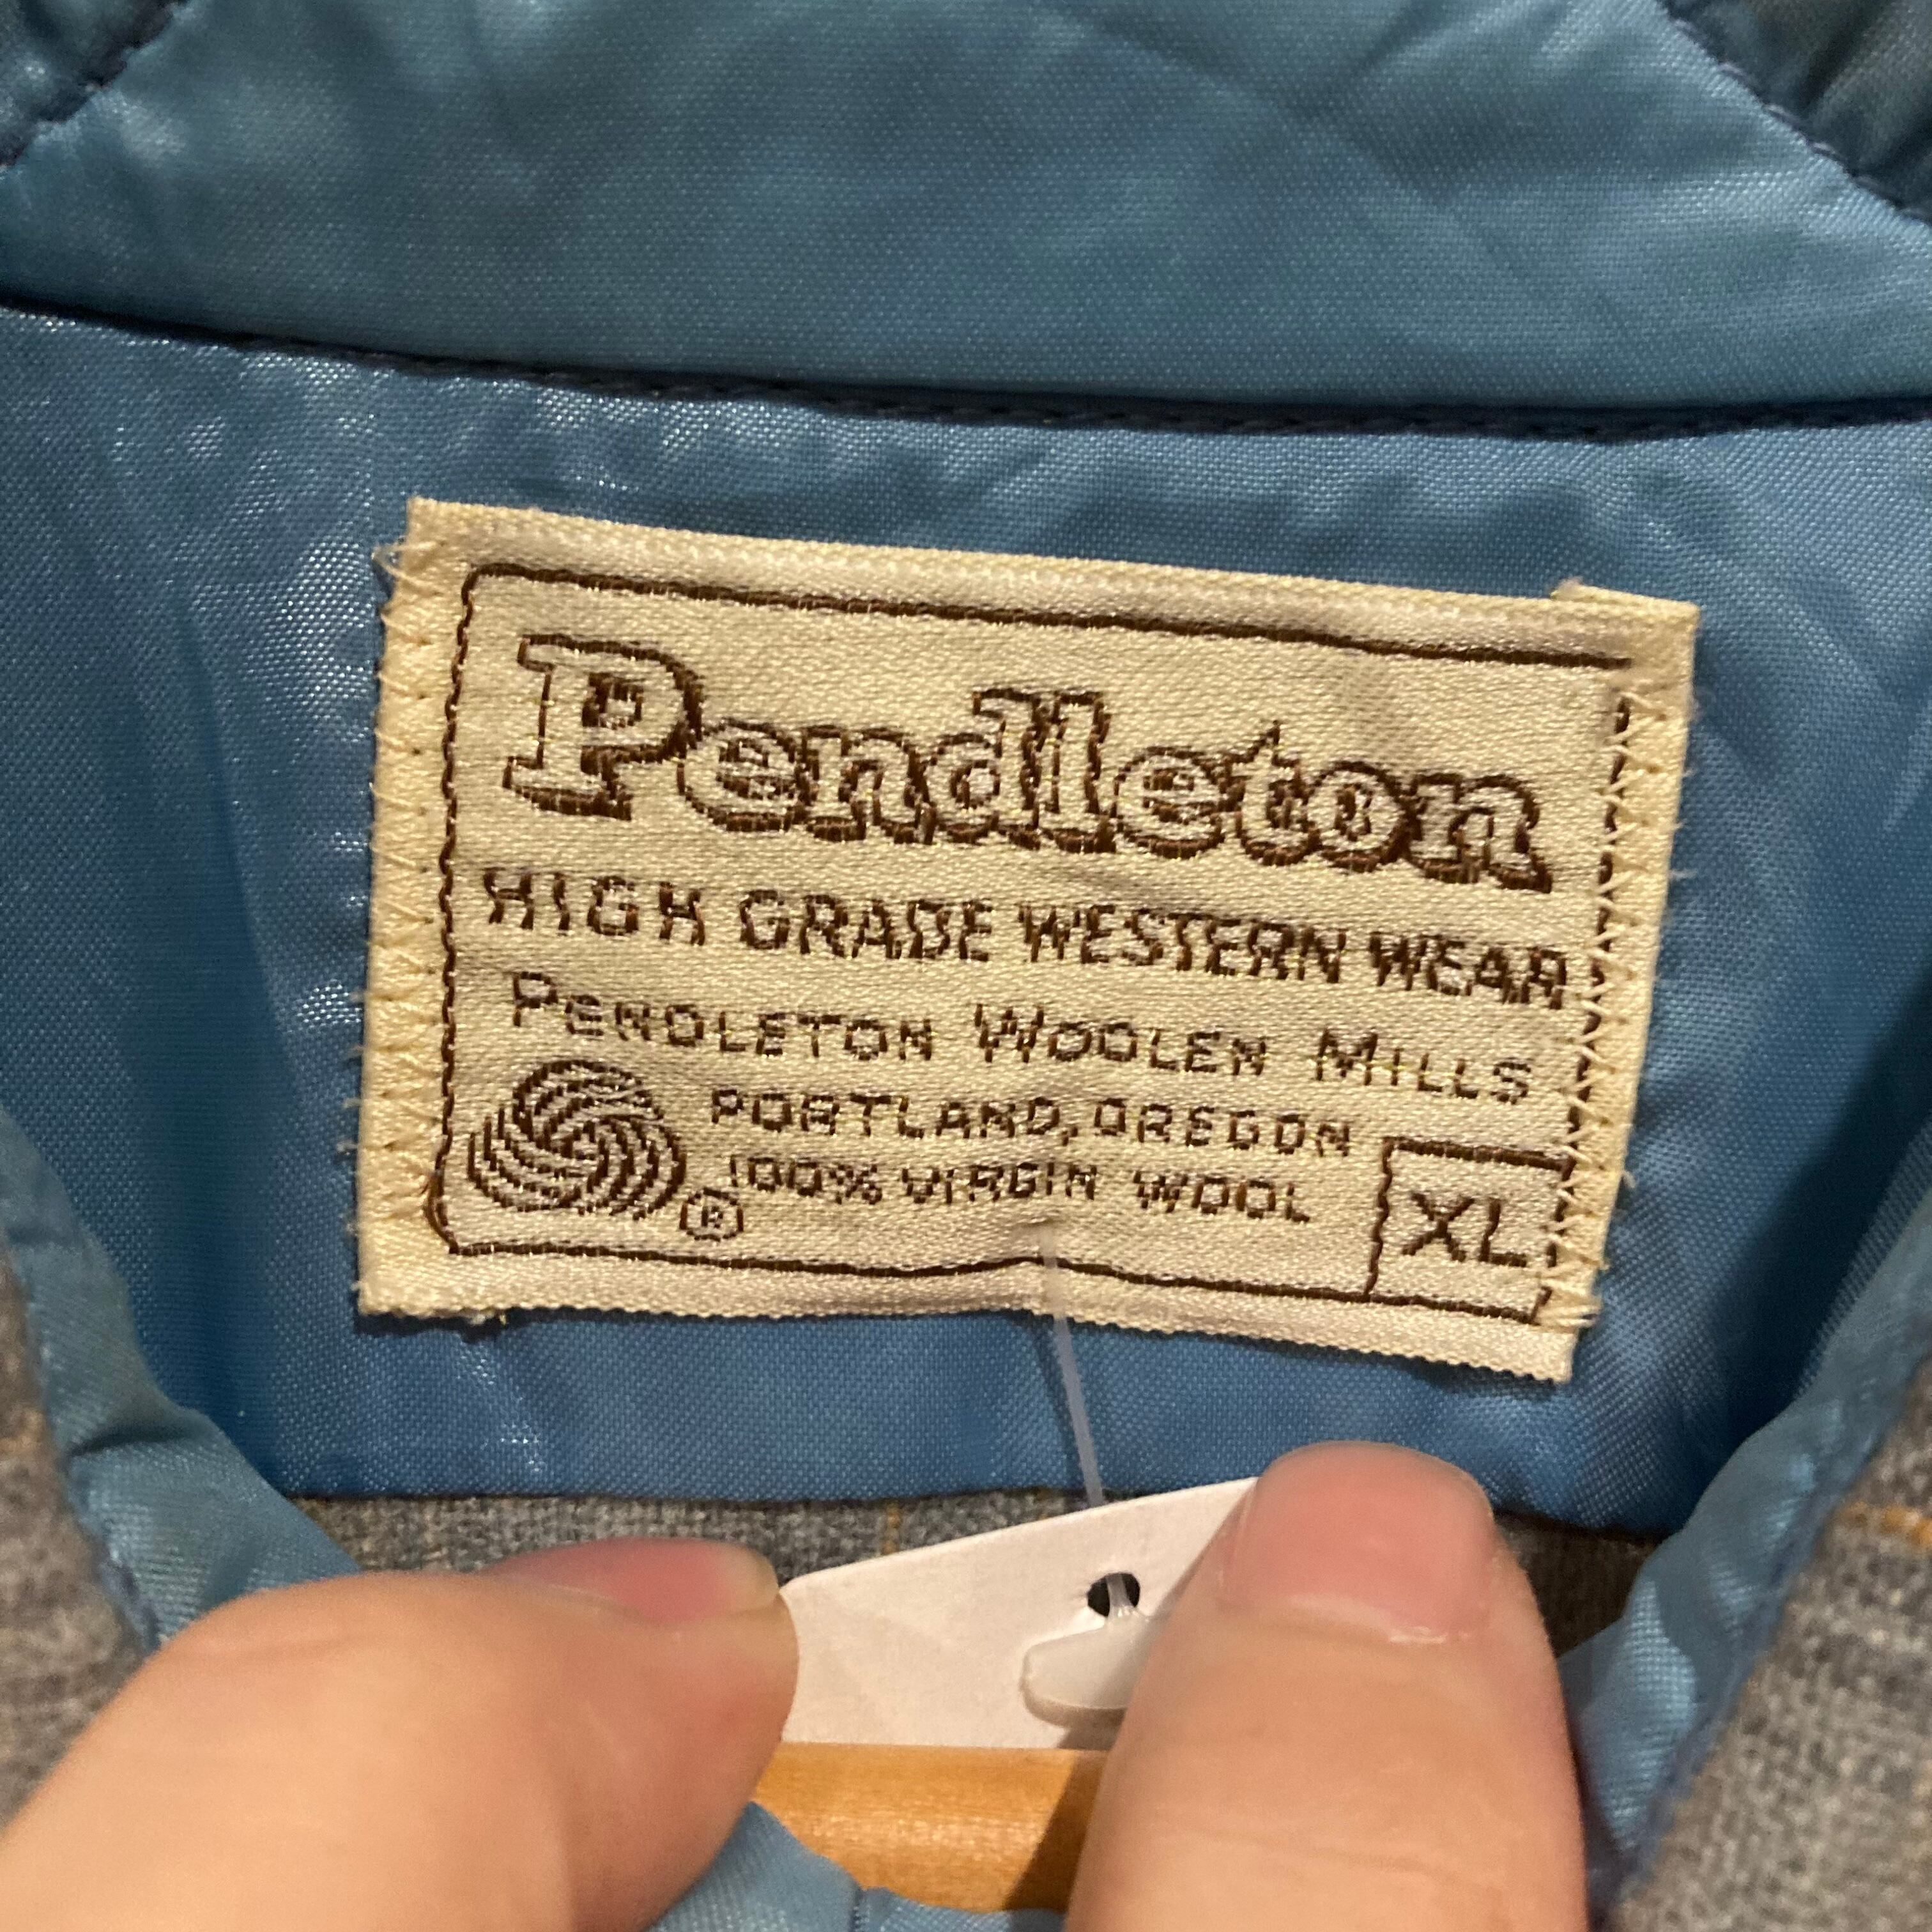 Pendleton
HIGH GRADE WESTERN WEAR
PENDLETON WOOLEN MILLS
PORTLAND, OREGON
100% VIRGIN WOOL
®
XL